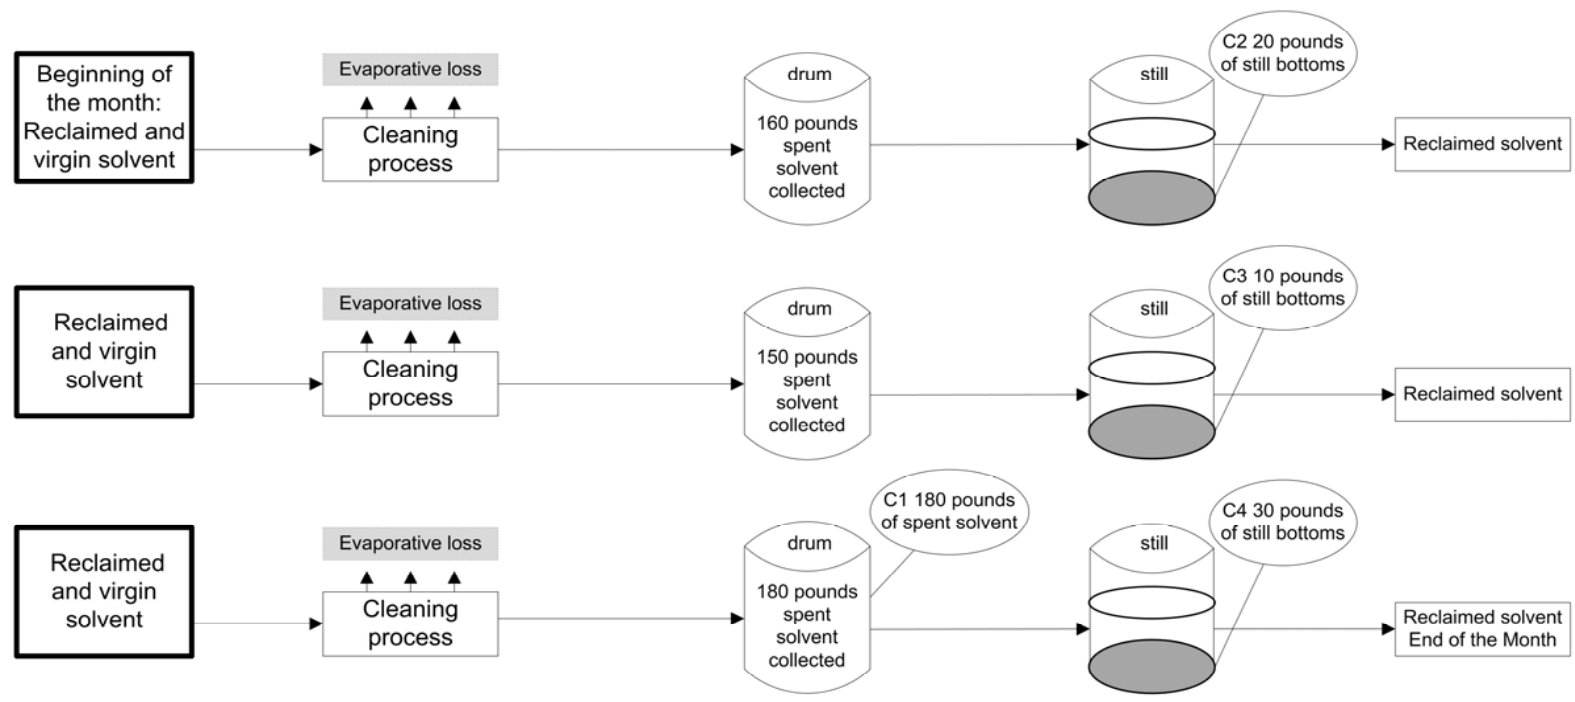 Beginning of
the month:
Reclaimed and
virgin solvent
Evaporative loss
Cleaning
process
drum
160 pounds
spent
solvent
collected
still
C2 20 pounds
of still bottoms
Reclaimed solvent
Reclaimed
and virgin
solvent
Evaporative loss
Cleaning
process
drum
150 pounds
spent
solvent
collected
still
C3 10 pounds
of still bottoms
Reclaimed solvent
Reclaimed
and virgin
solvent
Evaporative loss
Cleaning
process
drum
180 pounds
spent
solvent
collected
C1 180 pounds
of spent solvent
still
C4 30 pounds
of still bottoms
Reclaimed solvent
End of the Month